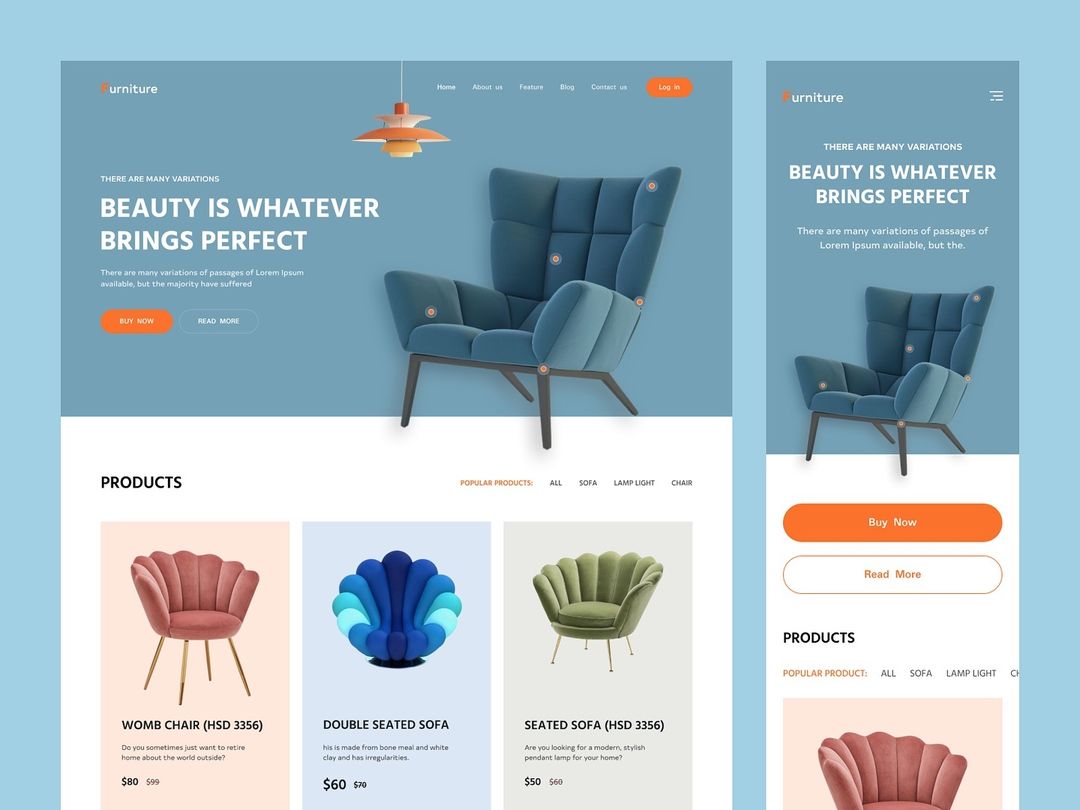 Furniture
Home About us Feature Blog Contact us Log in
THERE ARE MANY VARIATIONS
BEAUTY IS WHATEVER
BRINGS PERFECT
There are many variations of passages of Lorem Ipsum
available, but the majority have suffered
BUY NOW READ MORE
PRODUCTS
POPULAR PRODUCTS: ALL SOFA LAMP LIGHT CHAIR
WOMB CHAIR (HSD 3356)
Do you sometimes just want to retire
home about the world outside?
$80 $99
DOUBLE SEATED SOFA
his is made from bone meal and white
clay and has irregularities.
$60 $70
SEATED SOFA (HSD 3356)
Are you looking for a modern, stylish
pendant lamp for your home?
$50 $60
Furniture
THERE ARE MANY VARIATIONS
BEAUTY IS WHATEVER
BRINGS PERFECT
There are many variations of passages of
Lorem Ipsum available, but the.
Buy Now
Read More
PRODUCTS
POPULAR PRODUCT: ALL SOFA LAMP LIGHT CH